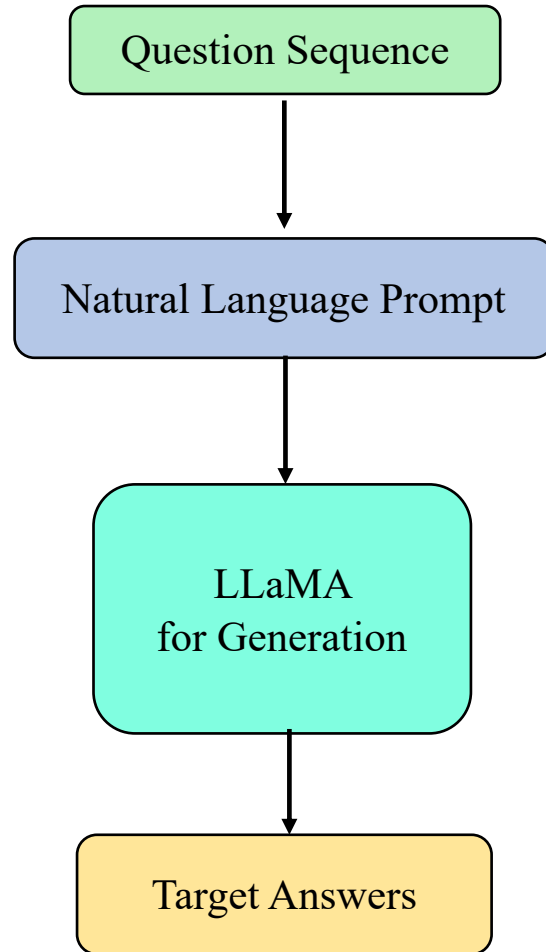 Question Sequence
Natural Language Prompt
LLaMA
for Generation
Target Answers